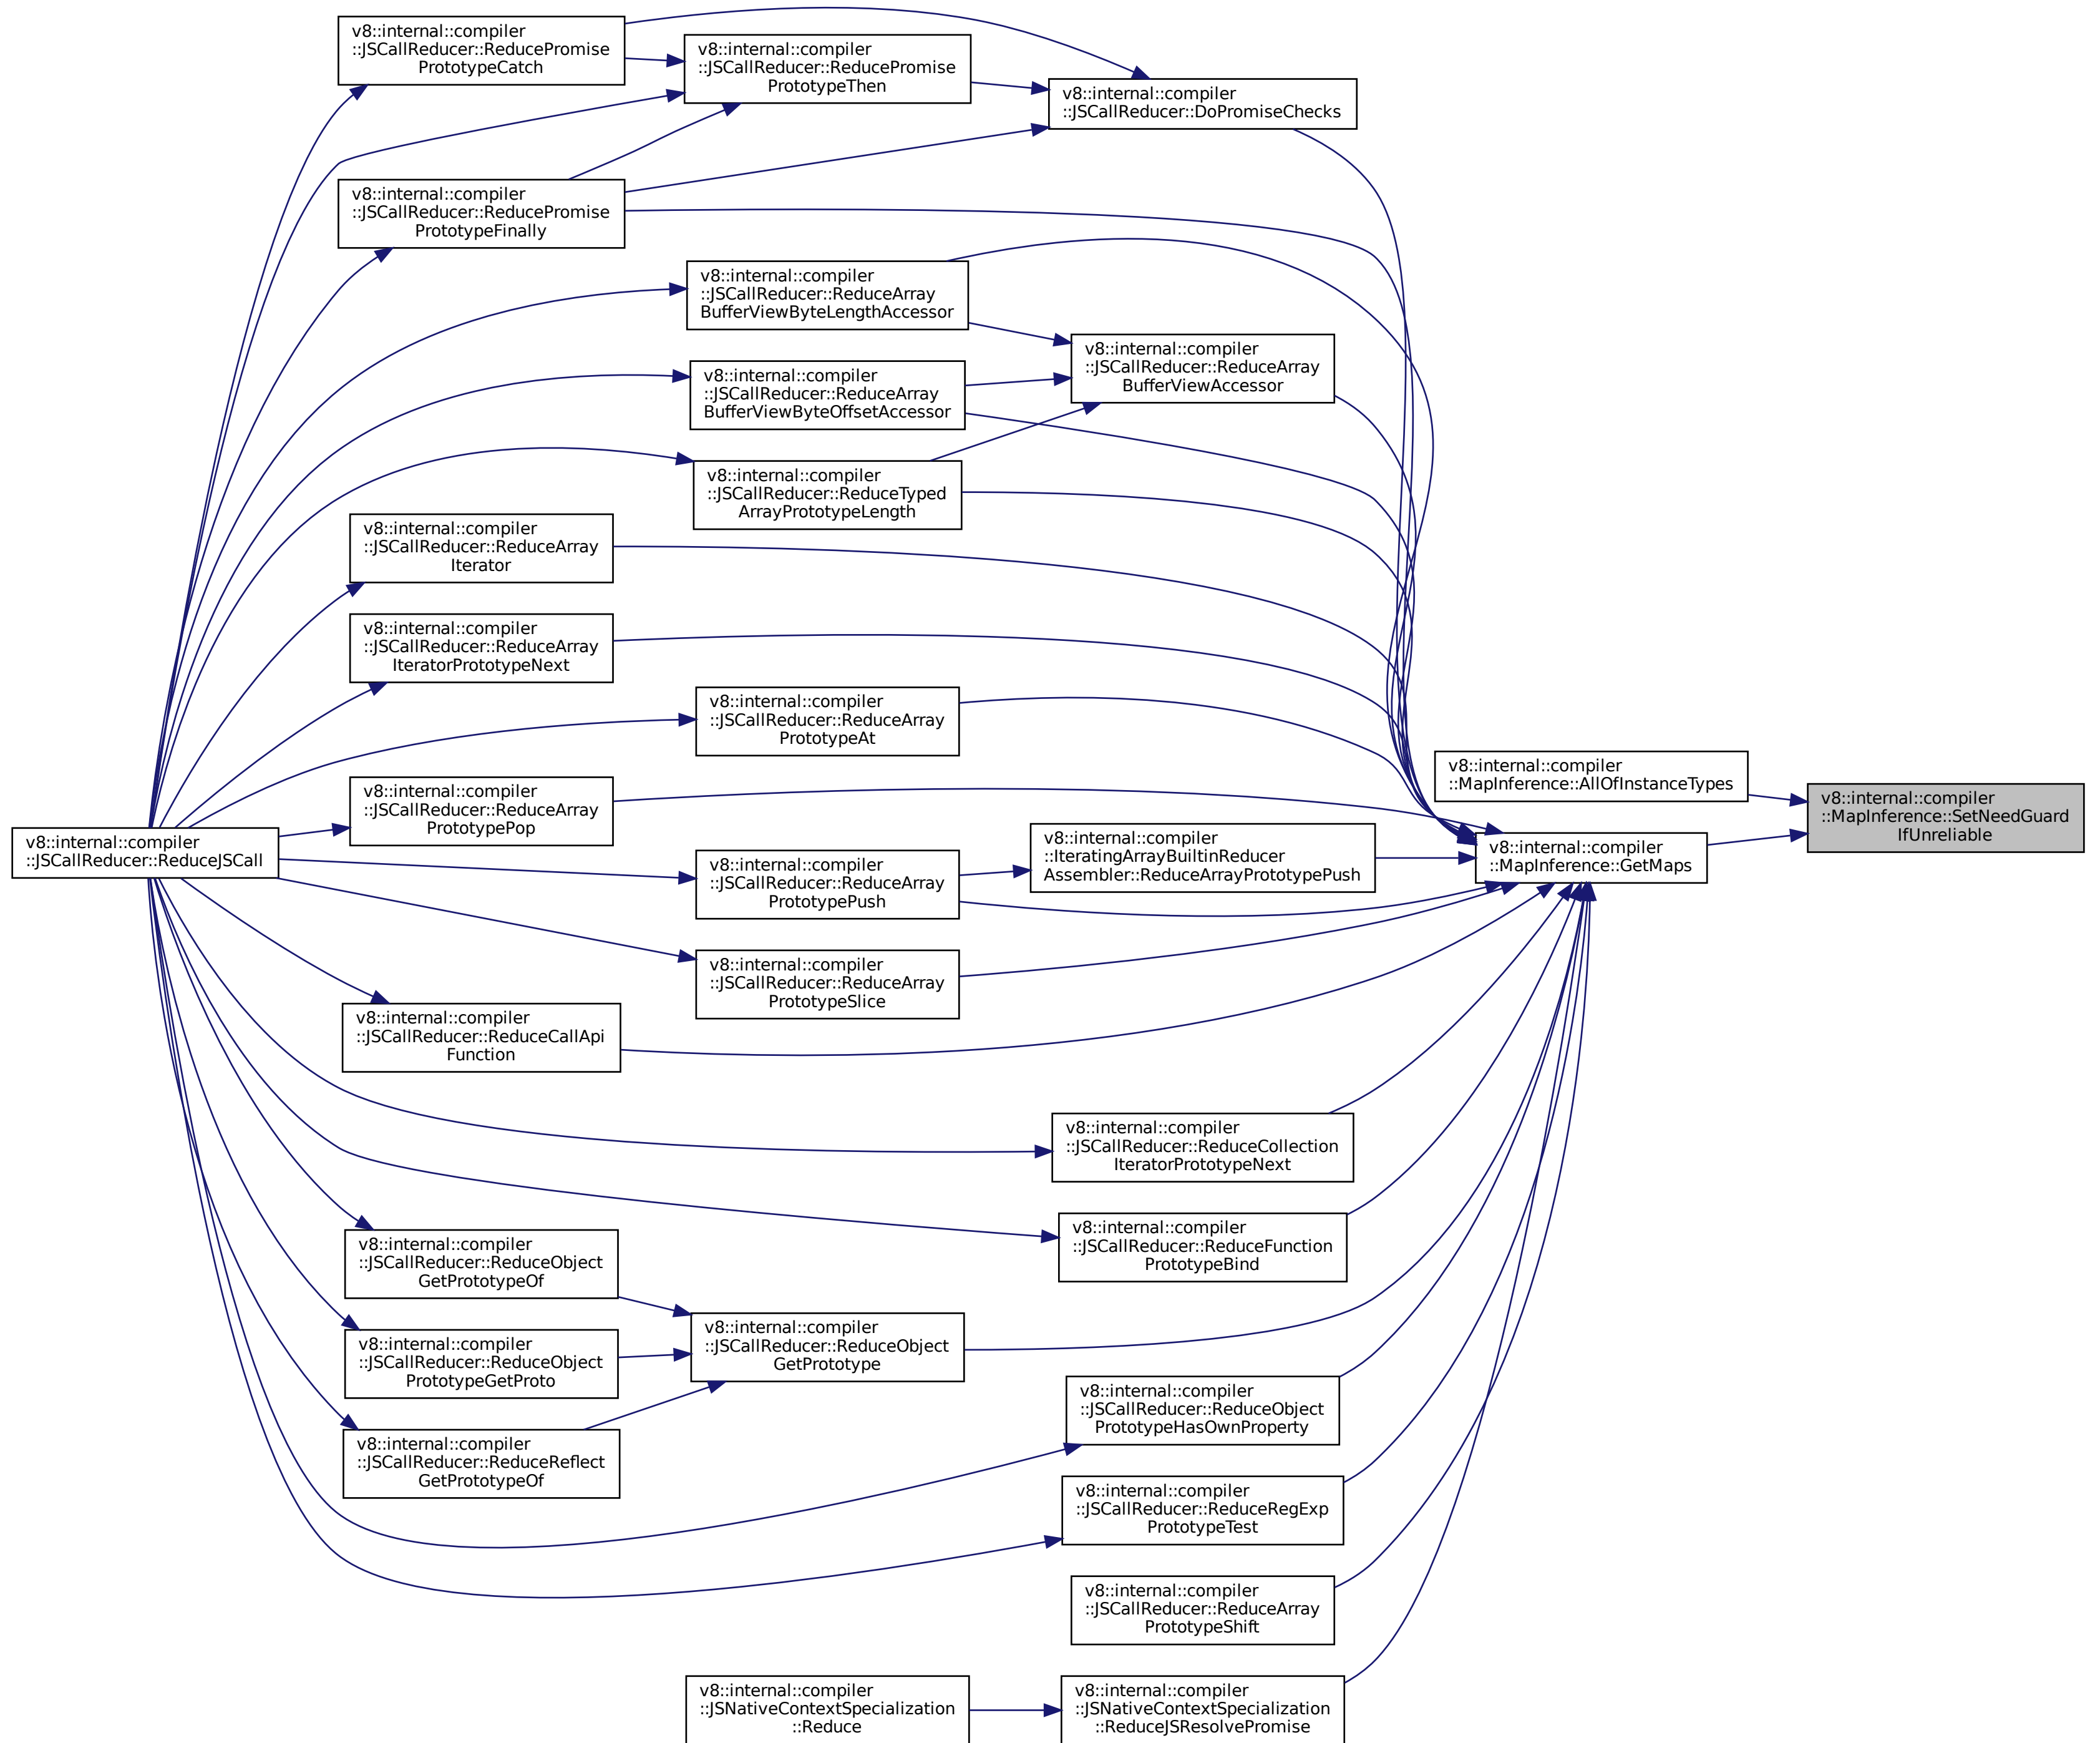 v8::internal::compiler
::JSCallReducer::ReducePromise
PrototypeCatch
v8::internal::compiler
::JSCallReducer::ReducePromise
PrototypeThen
v8::internal::compiler
::JSCallReducer::DoPromiseChecks
v8::internal::compiler
::JSCallReducer::ReducePromise
PrototypeFinally
v8::internal::compiler
::JSCallReducer::ReduceArray
BufferViewByteLengthAccessor
v8::internal::compiler
::JSCallReducer::ReduceArray
BufferViewAccessor
v8::internal::compiler
::JSCallReducer::ReduceArray
BufferViewByteOffsetAccessor
v8::internal::compiler
::JSCallReducer::ReduceTyped
ArrayPrototypeLength
v8::internal::compiler
::JSCallReducer::ReduceArray
Iterator
v8::internal::compiler
::JSCallReducer::ReduceArray
IteratorPrototypeNext
v8::internal::compiler
::JSCallReducer::ReduceArray
PrototypeAt
v8::internal::compiler
::MapInference::AllOfInstanceTypes
v8::internal::compiler
::JSCallReducer::ReduceArray
PrototypePop
v8::internal::compiler
::MapInference::SetNeedGuard
IfUnreliable
v8::internal::compiler
::JSCallReducer::ReduceJSCall
v8::internal::compiler
::IteratingArrayBuiltinReducer
Assembler::ReduceArrayPrototypePush
v8::internal::compiler
::MapInference::GetMaps
v8::internal::compiler
::JSCallReducer::ReduceArray
PrototypePush
v8::internal::compiler
::JSCallReducer::ReduceArray
PrototypeSlice
v8::internal::compiler
::JSCallReducer::ReduceCallApi
Function
v8::internal::compiler
::JSCallReducer::ReduceCollection
IteratorPrototypeNext
v8::internal::compiler
::JSCallReducer::ReduceFunction
PrototypeBind
v8::internal::compiler
::JSCallReducer::ReduceObject
GetPrototypeOf
v8::internal::compiler
::JSCallReducer::ReduceObject
GetPrototype
v8::internal::compiler
::JSCallReducer::ReduceObject
PrototypeGetProto
v8::internal::compiler
::JSCallReducer::ReduceObject
PrototypeHasOwnProperty
v8::internal::compiler
::JSCallReducer::ReduceReflect
GetPrototypeOf
v8::internal::compiler
::JSCallReducer::ReduceRegExp
PrototypeTest
v8::internal::compiler
::JSCallReducer::ReduceArray
PrototypeShift
v8::internal::compiler
::JSNativeContextSpecialization
::Reduce
v8::internal::compiler
::JSNativeContextSpecialization
::ReduceJSResolvePromise